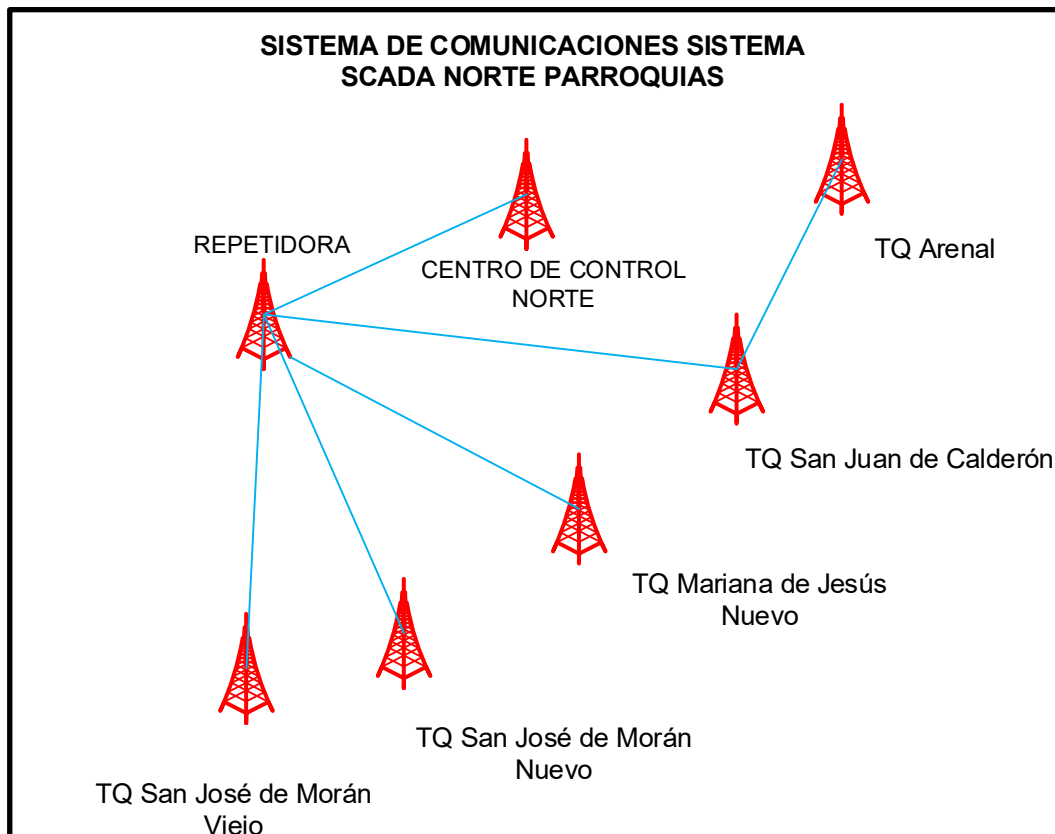 SISTEMA DE COMUNICACIONES SISTEMA
SCADA NORTE PARROQUIAS
REPETIDORA
CENTRO DE CONTROL
NORTE
TQ Arenal
TQ San Juan de Calderón
TQ Mariana de Jesús
Nuevo
TQ San José de Morán
Nuevo
TQ San José de Morán
Viejo